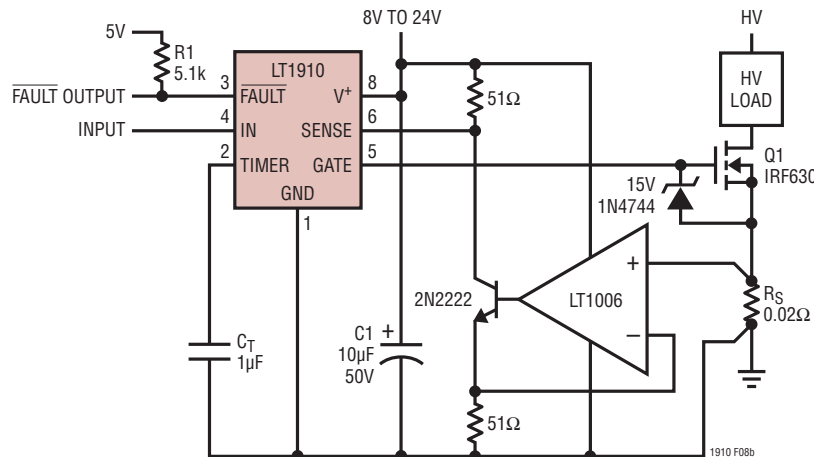 8V TO 24V
HV
5V
R1
5.1k
LT1910
HV
LOAD
FAULT OUTPUT
3
FAULT
V+
8
51Ω
INPUT
4
IN
SENSE
6
2
TIMER
GATE
5
Q1
IRF630
GND
1
15V
1N4744
+
2N2222
LT1006
RS
0.02Ω
CT
1µF
C1
10µF
50V
+
−
51Ω
1910 F08b